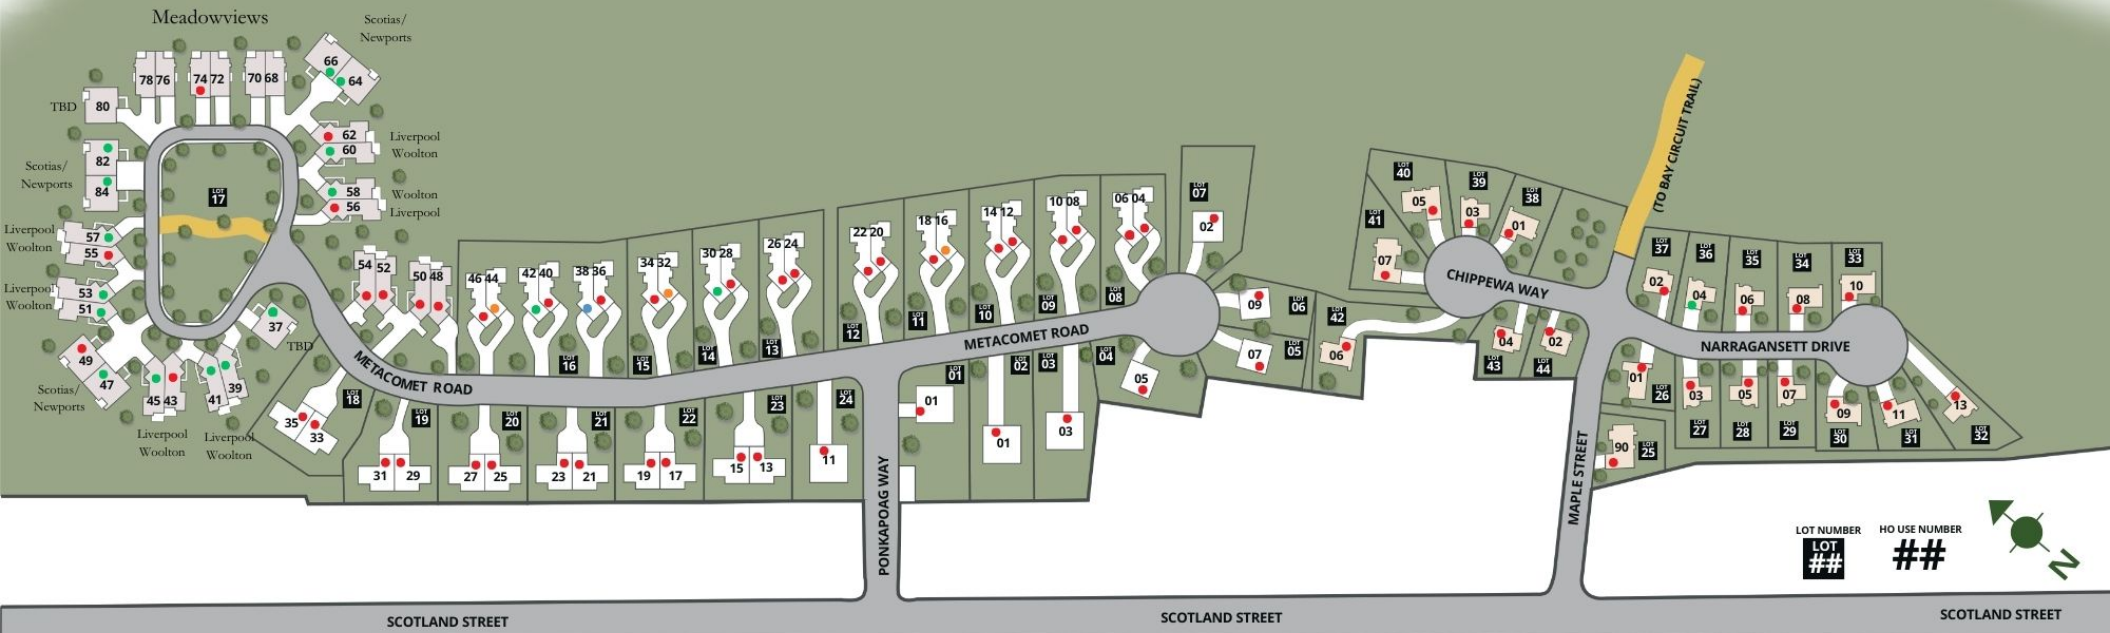 Meadowviews
Scotias/
Newports
66
64
78 76
74 72
70 68
TBD
80
62
60
Liverpool
Woolton
82
84
Scotias/
Newports
LOT
17
58
56
Woolton
Liverpool
Liverpool
Woolton
57
55
Liverpool
Woolton
53
51
49
47
Scotias/
Newports
45 43
Liverpool
Woolton
41
39
Liverpool
Woolton
37
TBD
54 52
50 48
46 44
42 40
38 36
34 32
30 28
26 24
22 20
18 16
14 12
10 08
06 04
LOT
16
LOT
15
LOT
14
LOT
13
LOT
12
LOT
11
LOT
10
LOT
09
LOT
08
LOT
07
02
METACOMET ROAD
METACOMET ROAD
35
33
LOT
18
LOT
19
31 29
LOT
20
27 25
LOT
21
23 21
LOT
22
19 17
LOT
23
15 13
LOT
24
11
PONKAPOAG WAY
LOT
01
01
LOT
02
01
LOT
03
03
LOT
04
05
LOT
05
07
LOT
06
09
LOT
42
06
LOT
41
07
LOT
40
05
LOT
39
03
LOT
38
01
CHIPPEWA WAY
04
LOT
43
02
LOT
44
(TO BAY CIRCUIT TRAIL)
LOT
37
02
LOT
36
04
LOT
35
06
LOT
34
08
LOT
33
10
NARRAGANSETT DRIVE
01
LOT
26
03
LOT
27
05
LOT
28
07
LOT
29
09
LOT
30
11
LOT
31
13
LOT
32
90
LOT
25
MAPLE STREET
LOT NUMBER
LOT
##
HO USE NUMBER
##
N
SCOTLAND STREET
SCOTLAND STREET
SCOTLAND STREET